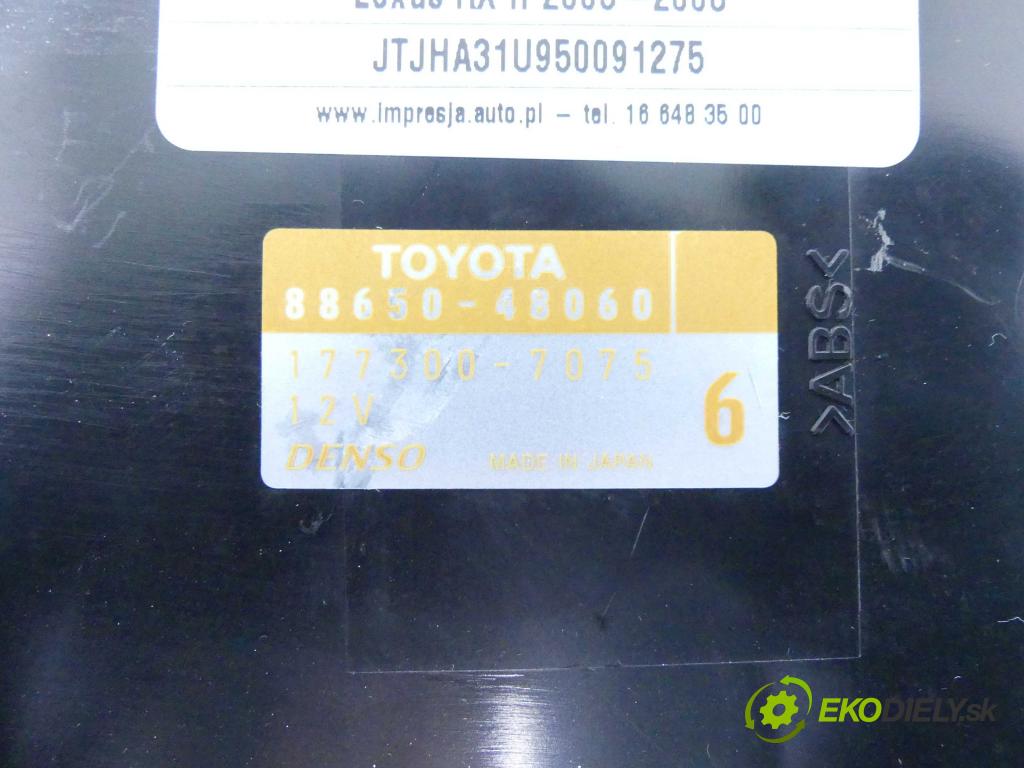 JTJHA31U950091275
www.impresja.auto.pl – tel. 16 648 35 00
TOYOTA
88650-48060
177300-7075
12V
6
DENSO MADE IN JAPAN
>ABS<
EKODIELY.sk